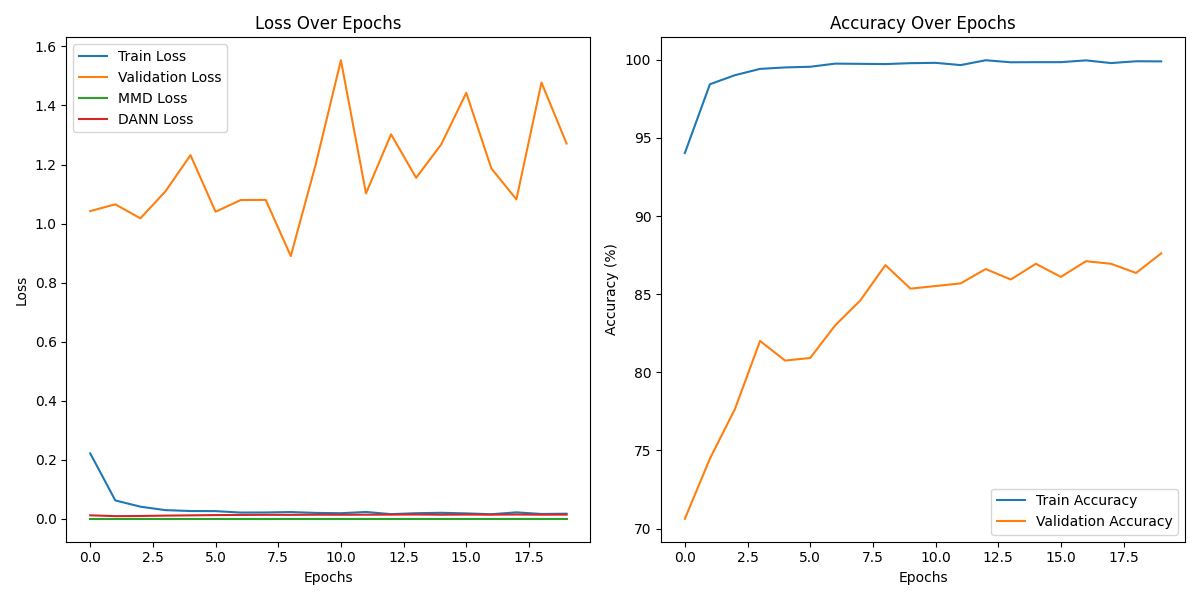 Loss Over Epochs
Train Loss
Validation Loss
MMD Loss
DANN Loss
1.6
1.4
1.2
1.0
0.8
0.6
0.4
0.2
0.0
Loss
0.0 2.5 5.0 7.5 10.0 12.5 15.0 17.5
Epochs
Accuracy Over Epochs
100
95
90
85
80
75
70
Accuracy (%)
Train Accuracy
Validation Accuracy
0.0 2.5 5.0 7.5 10.0 12.5 15.0 17.5
Epochs